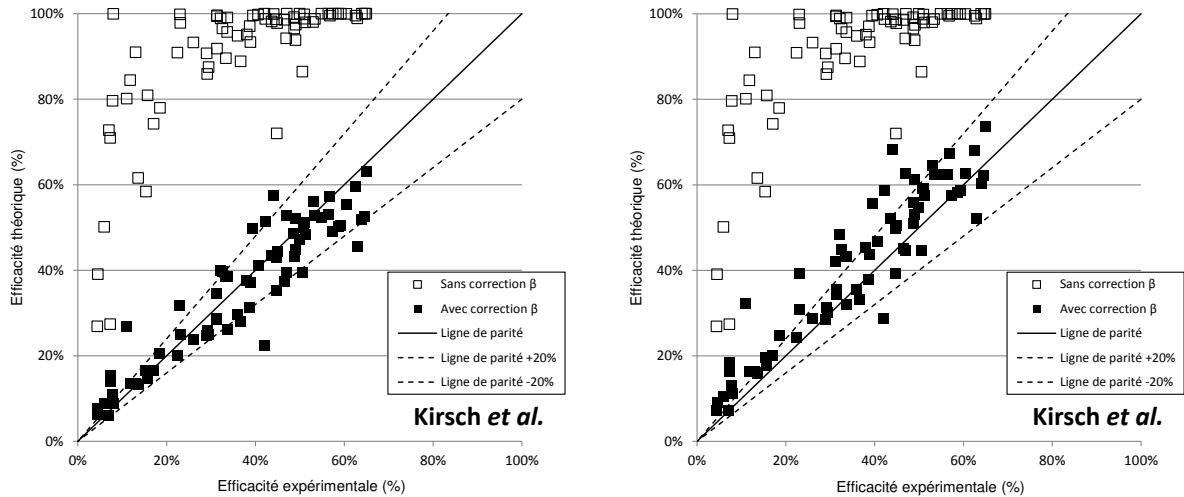 100%
80%
60%
40%
20%
0%
0%
20%
40%
60%
80%
100%
Efficacité théorique (%)
Efficacité expérimentale (%)
Sans correction β
Avec correction β
Ligne de parité
Ligne de parité +20%
Ligne de parité -20%
Kirsch et al.
100%
80%
60%
40%
20%
0%
0%
20%
40%
60%
80%
100%
Efficacité théorique (%)
Efficacité expérimentale (%)
Sans correction β
Avec correction β
Ligne de parité
Ligne de parité +20%
Ligne de parité -20%
Kirsch et al.